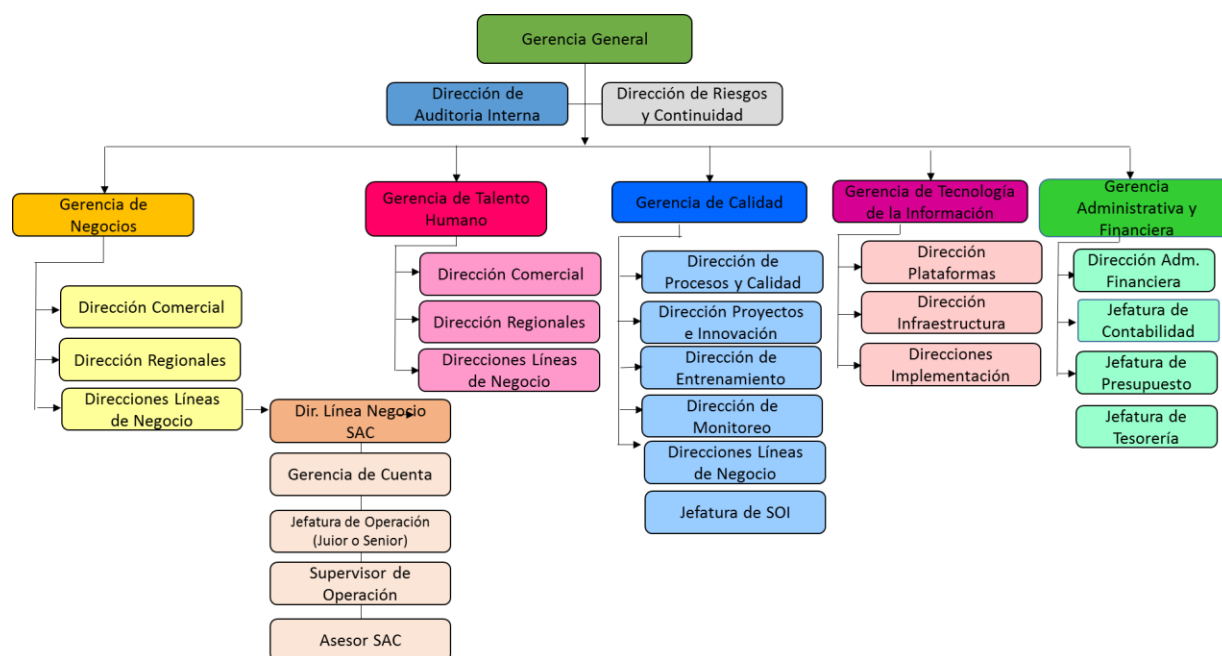 Gerencia General
Dirección de
Auditoria Interna
Dirección de Riesgos
y Continuidad
Gerencia de
Negocios
Dirección Comercial
Dirección Regionales
Direcciones Líneas
de Negocio
Dir. Línea Negocio
SAC
Gerencia de Cuenta
Jefatura de Operación
(Juior o Senior)
Supervisor de
Operación
Asesor SAC
Gerencia de Talento
Humano
Dirección Comercial
Dirección Regionales
Direcciones Líneas
de Negocio
Gerencia de Calidad
Dirección de
Procesos y Calidad
Dirección Proyectos
e Innovación
Dirección de
Entrenamiento
Dirección de
Monitoreo
Direcciones Líneas
de Negocio
Jefatura de SOI
Gerencia de Tecnología
de la Información
Dirección
Plataformas
Dirección
Infraestructura
Direcciones
Implementación
Gerencia
Administrativa y
Financiera
Dirección Adm.
Financiera
Jefatura de
Contabilidad
Jefatura de
Presupuesto
Jefatura de
Tesorería